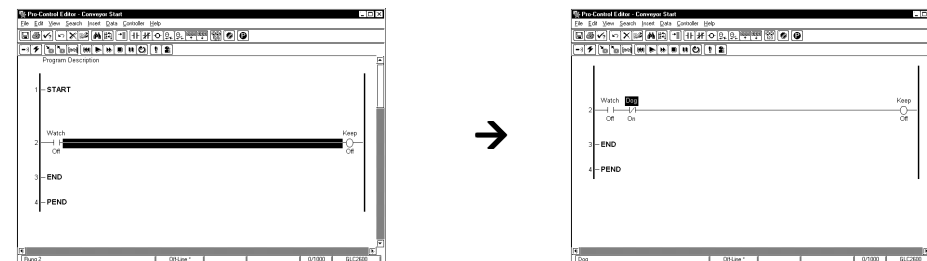 Pro-Control Editor - Conveyor Start
File Edit View Search Insert Data Controller Help
Program Description
1 START
Watch Keep
2
Off Off
3 END
4 PEND
Rung 2 Off-Line * 0/1000 GLC2600
Pro-Control Editor - Conveyor Start
File Edit View Search Insert Data Controller Help
Watch Dog Keep
2
Off On Off
3 END
4 PEND
Dog Off-Line * 0/1000 GLC2600